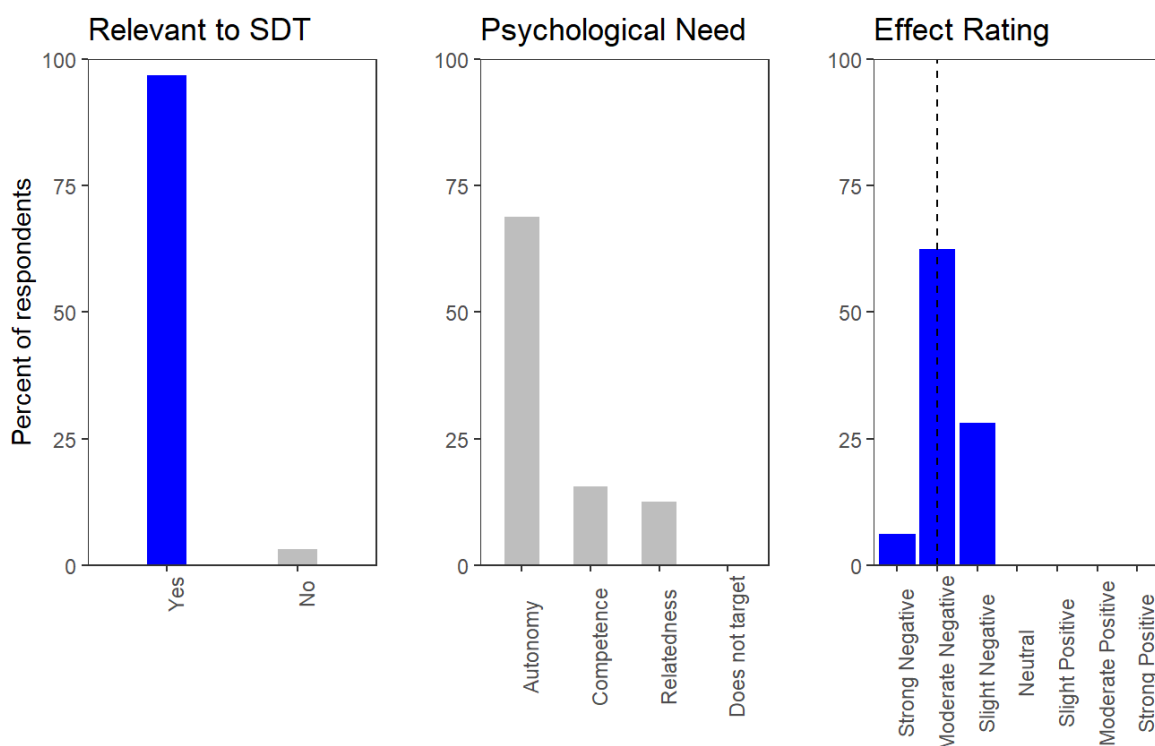 Relevant to SDT
Psychological Need
Effect Rating
Percent of respondents
100
75
50
25
0
Yes
No
100
75
50
25
0
Autonomy
Competence
Relatedness
Does not target
100
75
50
25
0
Strong Negative
Moderate Negative
Slight Negative
Neutral
Slight Positive
Moderate Positive
Strong Positive